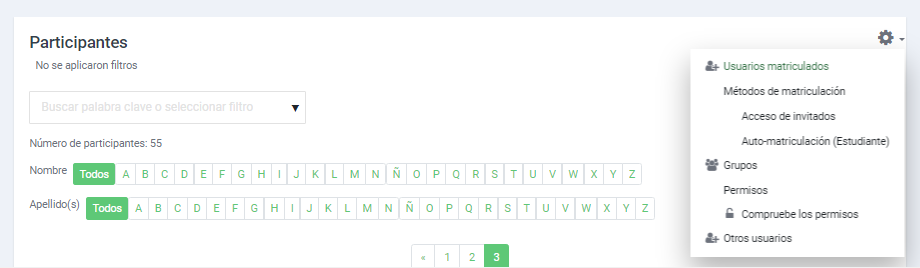 Participantes
No se aplicaron filtros
Buscar palabra clave o seleccionar filtro
Número de participantes: 55
Nombre Todos A B C D E F G H I J K L M N Ñ O P Q R S T U V W X Y Z
Apellido(s) Todos A B C D E F G H I J K L M N Ñ O P Q R S T U V W X Y Z
« 1 2 3
Usuarios matriculados
Métodos de matriculación
Acceso de invitados
Auto-matriculación (Estudiante)
Grupos
Permisos
Compruebe los permisos
Otros usuarios